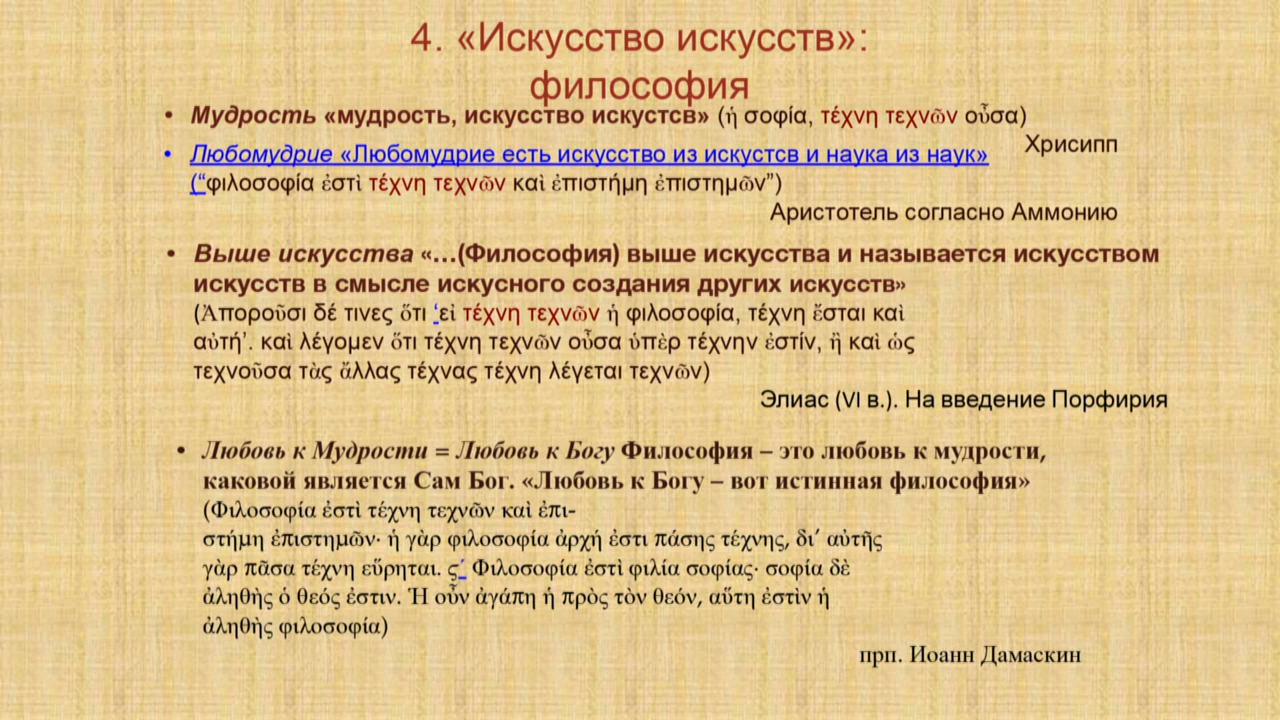 4. «Искусство искусств»:
философия
• Мудрость «мудрость, искусство искустсв» (ἡ σοφία, τέχνη τεχνῶν οὖσα)
Хрисипп
• Любомудрие «Любомудрие есть искусство из искустсв и наука из наук»
(“φιλοσοφία ἐστὶ τέχνη τεχνῶν καὶ ἐπιστήμη ἐπιστημῶν”)
Аристотель согласно Аммонию
• Выше искусства «…(Философия) выше искусства и называется искусством
искусств в смысле искусного создания других искусств»
(Ἀποροῦσι δέ τινες ὅτι ‘εἰ τέχνη τεχνῶν ἡ φιλοσοφία, τέχνη ἔσται καὶ
αὐτή’. καὶ λέγομεν ὅτι τέχνη τεχνῶν οὖσα ὑπὲρ τέχνην ἐστίν, ἢ καὶ ὡς
τεχνοῦσα τὰς ἄλλας τέχνας τέχνη λέγεται τεχνῶν)
Элиас (VI в.). На введение Порфирия
• Любовь к Мудрости = Любовь к Богу Философия – это любовь к мудрости,
каковой является Сам Бог. «Любовь к Богу – вот истинная философия»
(Φιλοσοφία ἐστὶ τέχνη τεχνῶν καὶ ἐπι-
στήμη ἐπιστημῶν· ἡ γὰρ φιλοσοφία ἀρχή ἐστι πάσης τέχνης, δι’ αὐτῆς
γὰρ πᾶσα τέχνη εὕρηται. ς´ Φιλοσοφία ἐστὶ φιλία σοφίας· σοφία δὲ
ἀληθὴς ὁ θεός ἐστιν. Ἡ οὖν ἀγάπη ἡ πρὸς τὸν θεόν, αὕτη ἐστὶν ἡ
ἀληθὴς φιλοσοφία)
прп. Иоанн Дамаскин